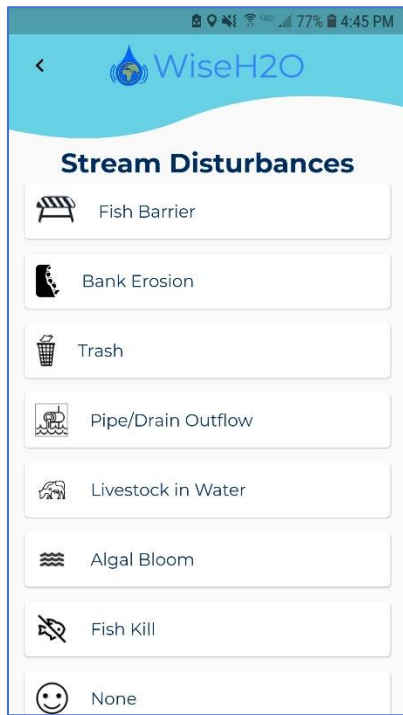 77% 4:45 PM
WiseH2O
Stream Disturbances
Fish Barrier
Bank Erosion
Trash
Pipe/Drain Outflow
Livestock in Water
Algal Bloom
Fish Kill
None